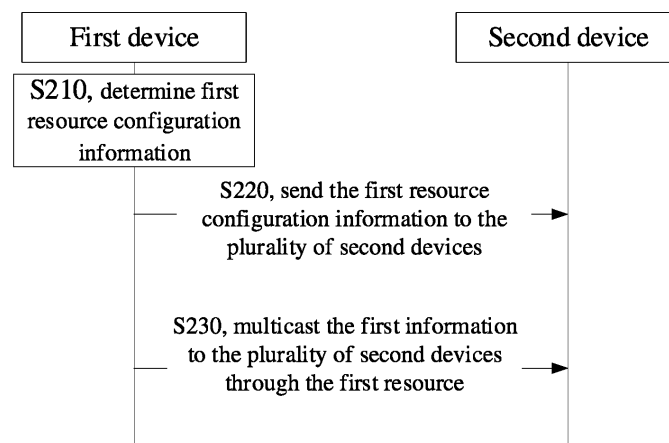 First device
Second device
S210, determine first
resource configuration
information
S220, send the first resource
configuration information to the
plurality of second devices
S230, multicast the first information
to the plurality of second devices
through the first resource